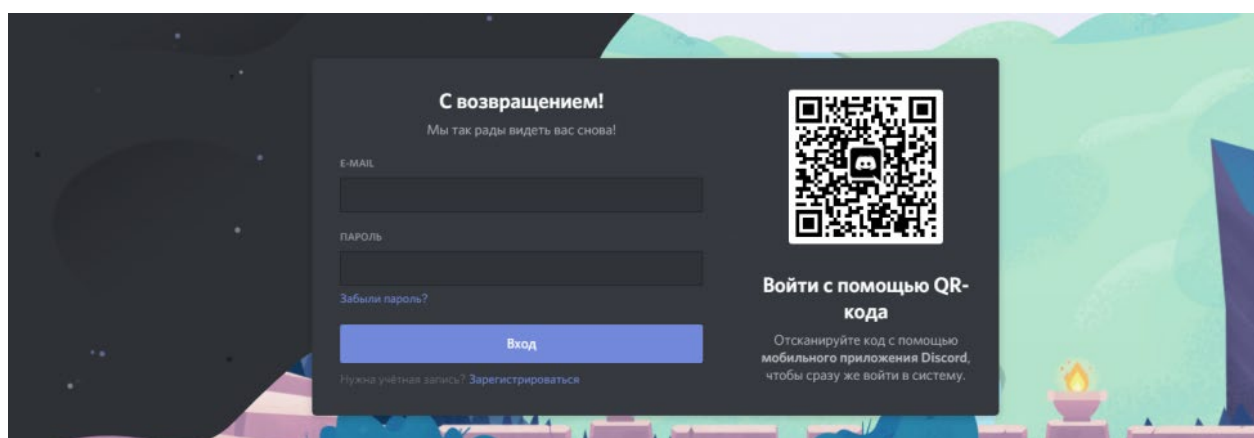 С возвращением!
Мы так рады видеть вас снова!
E-MAIL
ПАРОЛЬ
Забыли пароль?
Вход
Нужна учётная запись? Зарегистрироваться
Войти с помощью QR-
кода
Отсканируйте код с помощью
мобильного приложения Discord,
чтобы сразу же войти в систему.